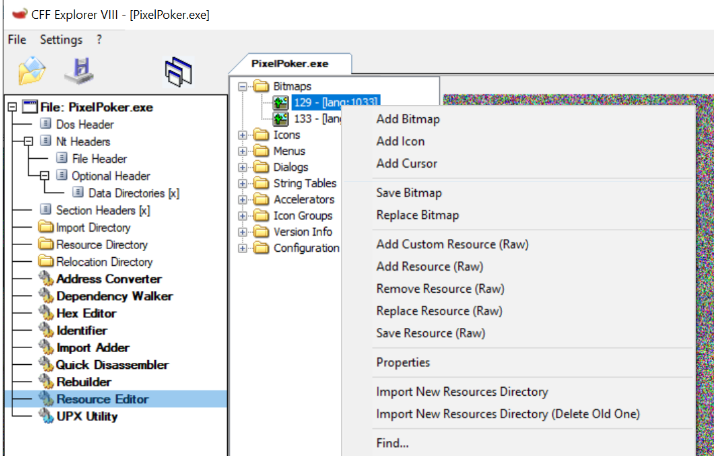 CFF Explorer VIII - [PixelPoker.exe]
File Settings ?
PixelPoker.exe
File: PixelPoker.exe
Dos Header
Nt Headers
File Header
Optional Header
Data Directories [x]
Section Headers [x]
Import Directory
Resource Directory
Relocation Directory
Address Converter
Dependency Walker
Hex Editor
Identifier
Import Adder
Quick Disassembler
Rebuilder
Resource Editor
UPX Utility
Bitmaps
129 - [lang: 1033]
133 - [lan
Icons
Menus
Dialogs
String Tables
Accelerators
Icon Groups
Version Info
Configuration
Add Bitmap
Add Icon
Add Cursor
Save Bitmap
Replace Bitmap
Add Custom Resource (Raw)
Add Resource (Raw)
Remove Resource (Raw)
Replace Resource (Raw)
Save Resource (Raw)
Properties
Import New Resources Directory
Import New Resources Directory (Delete Old One)
Find...